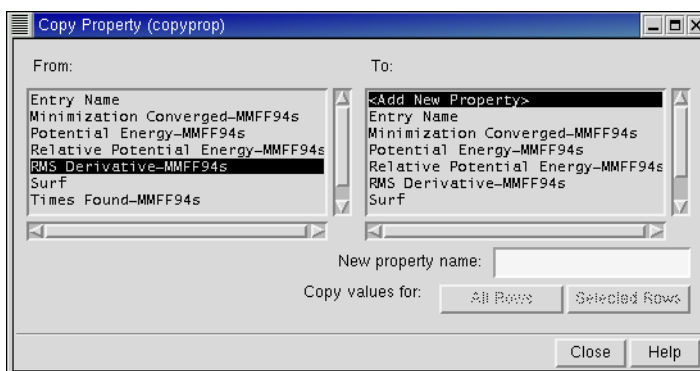 Copy Property (copyprop)
From:
To:
Entry Name
Minimization Converged-MMFF94s
Potential Energy-MMFF94s
Relative Potential Energy-MMFF94s
RMS Derivative-MMFF94s
Surf
Times Found-MMFF94s
<Add New Property>
Entry Name
Minimization Converged-MMFF94s
Potential Energy-MMFF94s
Relative Potential Energy-MMFF94s
RMS Derivative-MMFF94s
Surf
New property name:
Copy values for:
All Rows
Selected Rows
Close
Help